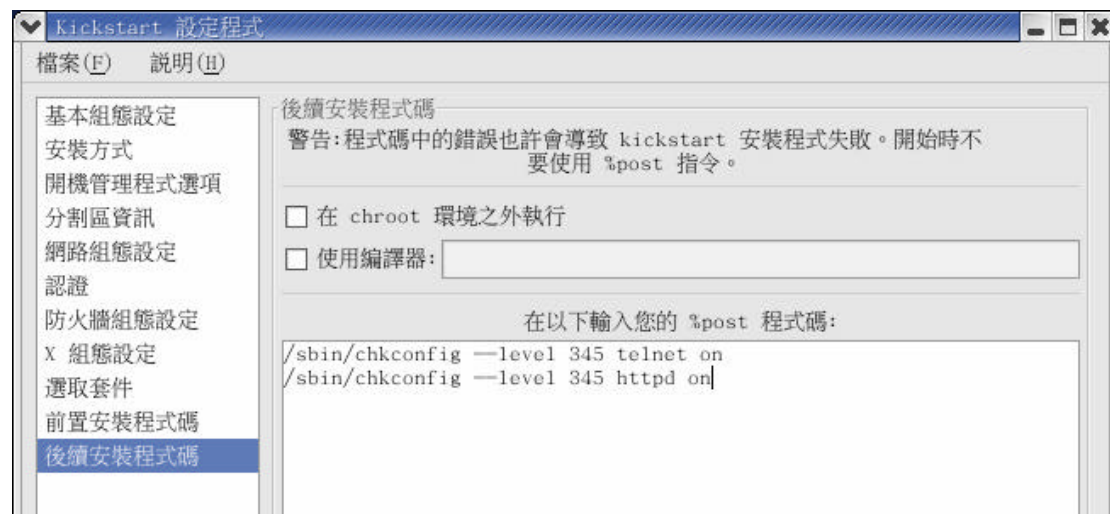 Kickstart 設定程式
檔案(F) 説明(H)
基本組態設定
安裝方式
開機管理程式選項
分割區資訊
網路組態設定
認證
防火牆組態設定
X 組態設定
選取套件
前置安裝程式碼
後續安裝程式碼
後續安裝程式碼
警告:程式碼中的錯誤也許會導致 kickstart 安裝程式失敗。開始時不
要使用 %post 指令。
在 chroot 環境之外執行
使用編譯器:
在以下輸入您的 %post 程式碼:
/sbin/chkconfig --level 345 telnet on
/sbin/chkconfig --level 345 httpd on